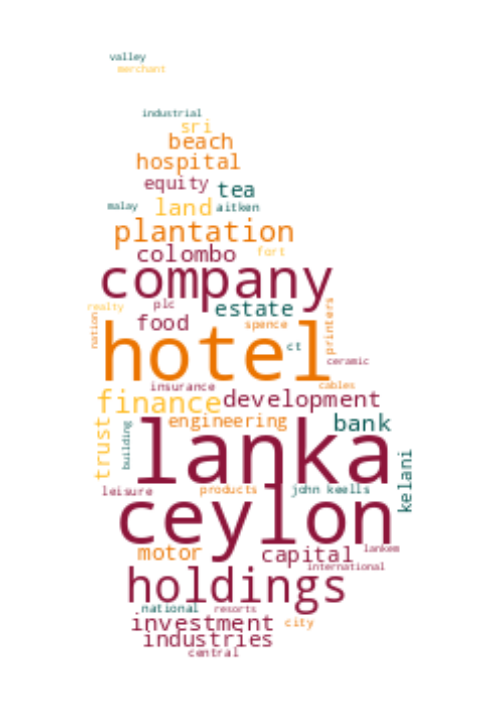 valley
merchant
industrial
sri
beach
hospital
equity tea
malay land aitken
plantation
colombo fort
company
realty plc estate
nation food spence printers
hotel ct
ceramic
insurance cables
finance development
trust building engineering bank
lanka
kelani
leisure products john keells
ceylon
motor capital lankem
international
holdings
national resorts
investment city
industries
central